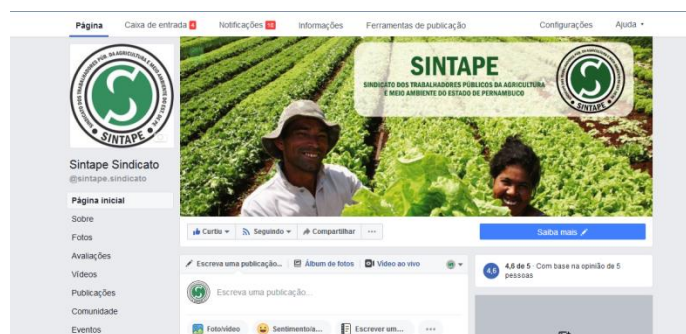 Página Caixa de entrada 4 Notificações Informações Ferramentas de publicação Configurações Ajuda
SINTAPE
SINDICATO DOS TRABALHADORES PÚBLICOS DA AGRICULTURA
E MEIO AMBIENTE DO ESTADO DE PERNAMBUCO
SINTAPE
SINTAPE
Sintape Sindicato
@sintape.sindicato
Página inicial
Sobre
Fotos
Avaliações
Vídeos
Publicações
Comunidade
Eventos
Curtiu Seguindo Compartilhar ...
Saiba mais
Escreva uma publicação... Álbum de fotos Vídeo ao vivo
Escreva uma publicação...
Foto/vídeo Sentimento/a... Escrever um... ...
4,6 4,6 de 5 · Com base na opinião de 5
pessoas